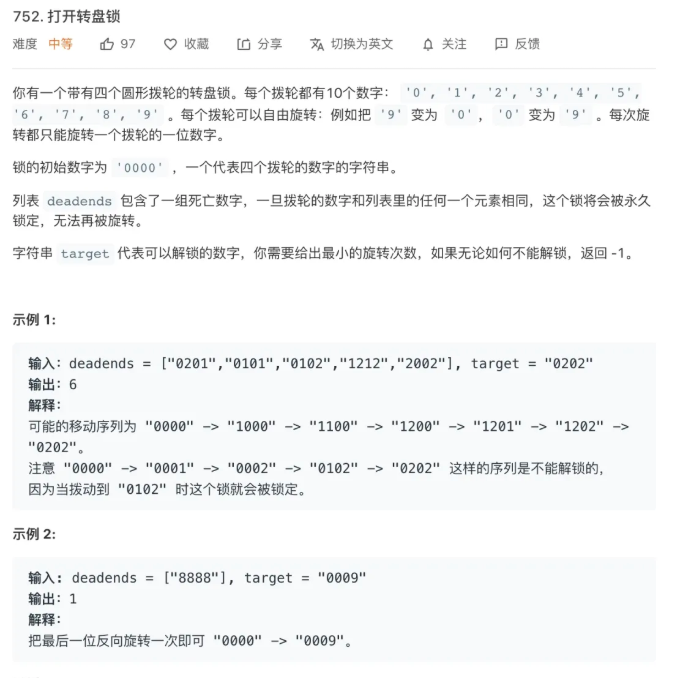 752. 打开转盘锁
难度 中等 97 收藏 分享 切换为英文 关注 反馈
你有一个带有四个圆形拨轮的转盘锁。每个拨轮都有10个数字： '0', '1', '2', '3', '4', '5',
'6', '7', '8', '9' 。每个拨轮可以自由旋转：例如把 '9' 变为 '0'，'0' 变为 '9' 。每次旋
转都只能旋转一个拨轮的一位数字。
锁的初始数字为 '0000' ，一个代表四个拨轮的数字的字符串。
列表 deadends 包含了一组死亡数字，一旦拨轮的数字和列表里的任何一个元素相同，这个锁将会被永久
锁定，无法再被旋转。
字符串 target 代表可以解锁的数字，你需要给出最小的旋转次数，如果无论如何不能解锁，返回 -1。
示例 1:
输入：deadends = ["0201","0101","0102","1212","2002"], target = "0202"
输出：6
解释：
可能的移动序列为 "0000" -> "1000" -> "1100" -> "1200" -> "1201" -> "1202" ->
"0202"。
注意 "0000" -> "0001" -> "0002" -> "0102" -> "0202" 这样的序列是不能解锁的，
因为当拨动到 "0102" 时这个锁就会被锁定。
示例 2:
输入: deadends = ["8888"], target = "0009"
输出：1
解释：
把最后一位反向旋转一次即可 "0000" -> "0009"。